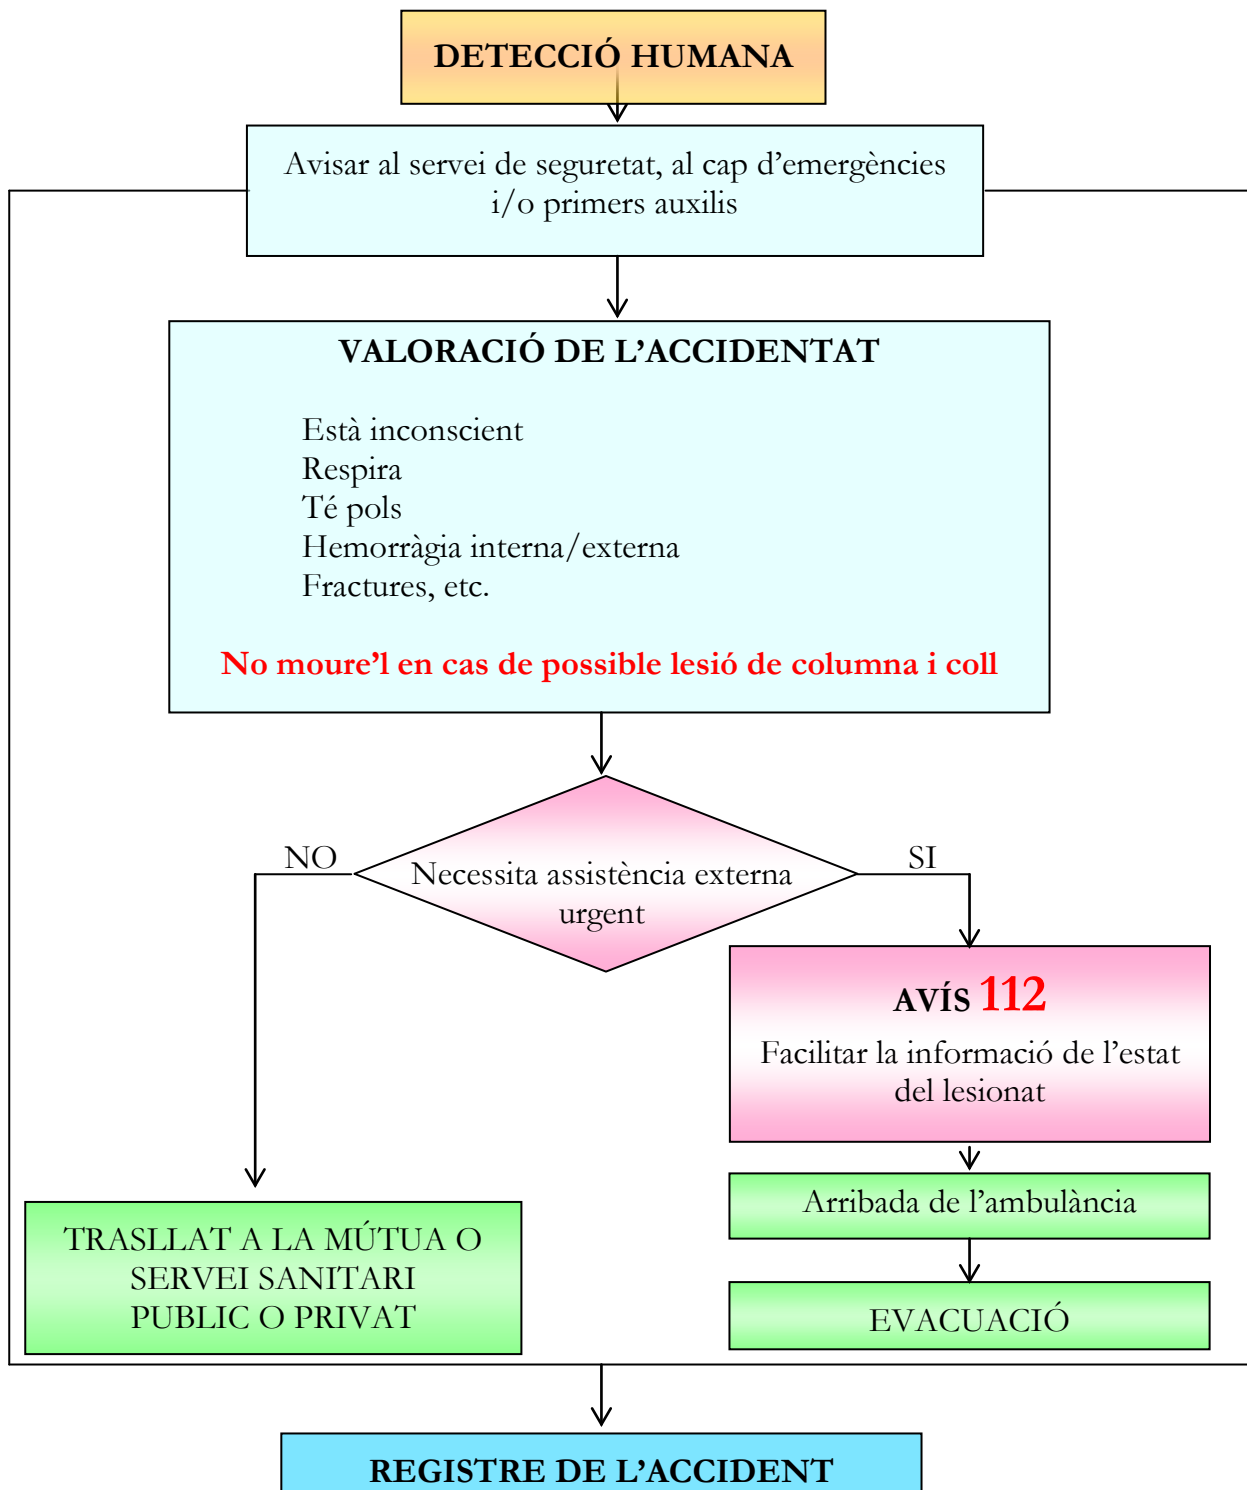 DETECCIÓ HUMANA
Avisar al servei de seguretat, al cap d’emergències
i/o primers auxilis
VALORACIÓ DE L’ACCIDENTAT
Està inconscient
Respira
Té pols
Hemorràgia interna/externa
Fractures, etc.
No moure’l en cas de possible lesió de columna i coll
NO
SI
Necessita assistència externa
urgent
AVÍS 112
Facilitar la informació de l’estat
del lesionat
Arribada de l’ambulància
TRASLLAT A LA MÚTUA O
SERVEI SANITARI
PUBLIC O PRIVAT
EVACUACIÓ
REGISTRE DE L’ACCIDENT